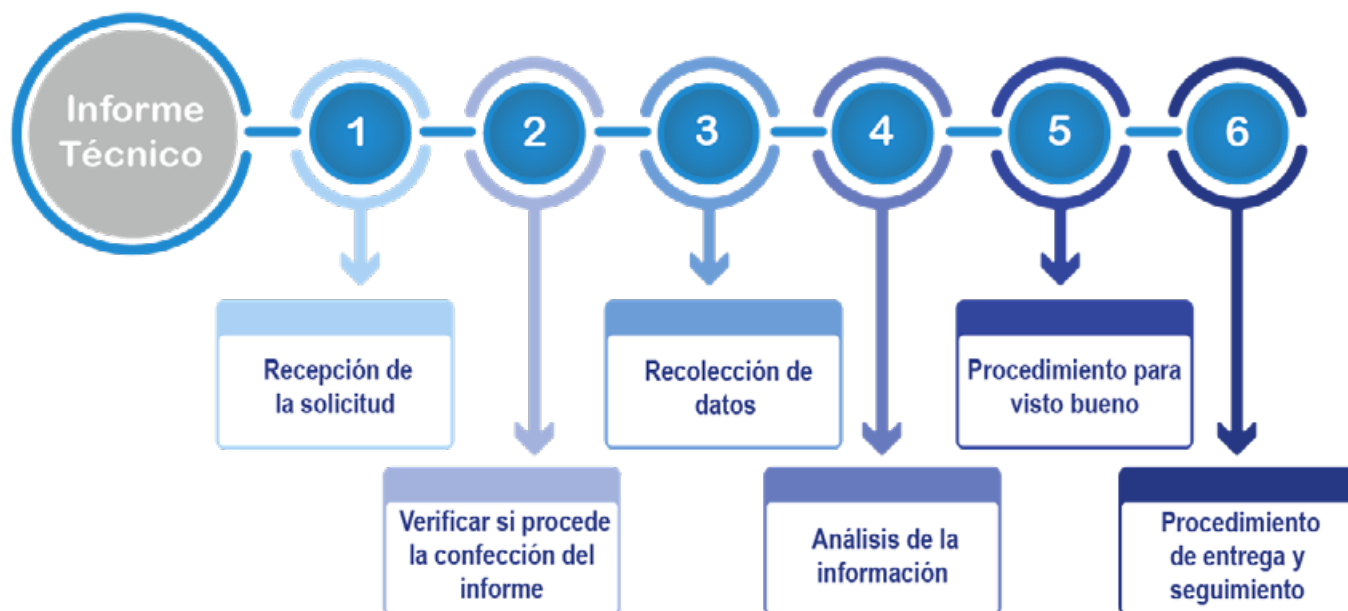 Informe
Técnico
1
2
3
4
5
6
Recepción de
la solicitud
Verificar si procede
la confección del
informe
Recolección de
datos
Análisis de la
información
Procedimiento para
visto bueno
Procedimiento
de entrega y
seguimiento